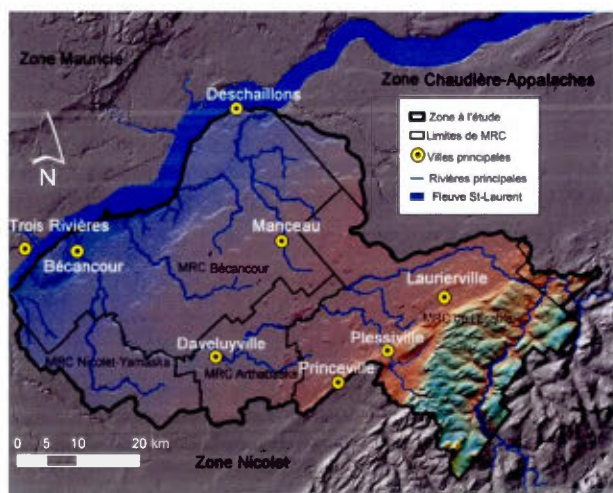 Zone Mauricie
Zone Chaudière-Appalaches
Deschaillons
Zone à l'étude
Limites de MRC
Villes principales
Rivières principales
Fleuve St-Laurent
N
Trois Rivières
Bécancour
Manceau
MRC Bécancour
Laurierville
MRC
Daveluyville
Plessiville
MRC Nicolet-Yamaska
MRC Arthabaska
Princeville
0 5 10 20 km
Zone Nicolet